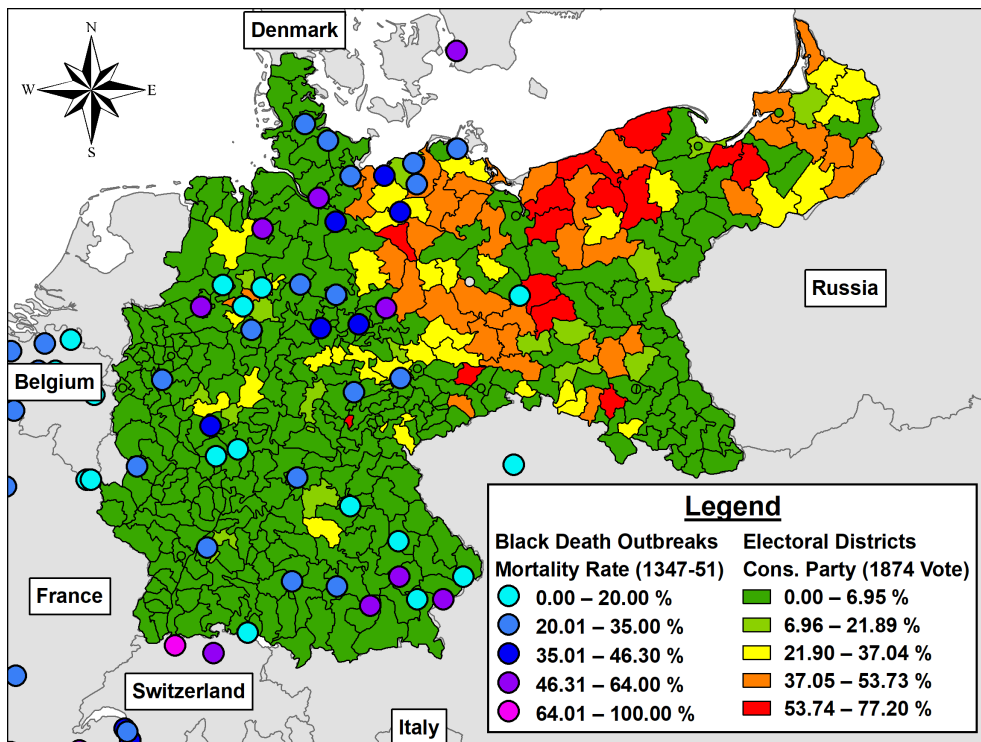 Denmark
N
W
E
S
Russia
Belgium
France
Switzerland
Italy
Legend
Black Death Outbreaks
Mortality Rate (1347-51)
0.00 – 20.00 %
20.01 – 35.00 %
35.01 – 46.30 %
46.31 – 64.00 %
64.01 – 100.00 %
Electoral Districts
Cons. Party (1874 Vote)
0.00 – 6.95 %
6.96 – 21.89 %
21.90 – 37.04 %
37.05 – 53.73 %
53.74 – 77.20 %